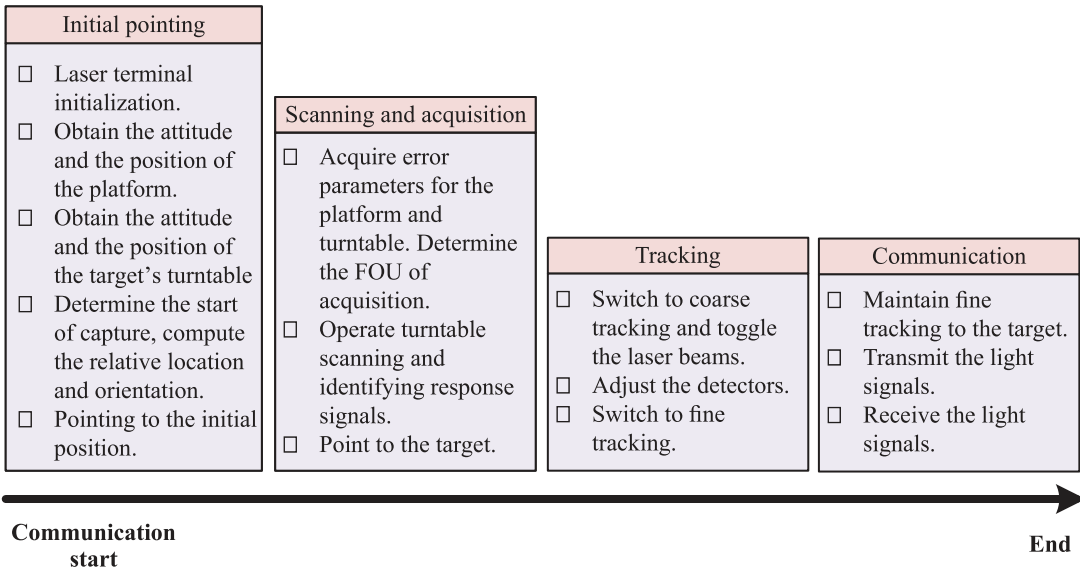 Initial pointing
□ Laser terminal
initialization.
□ Obtain the attitude
and the position of
the platform.
□ Obtain the attitude
and the position of
the target's turntable
□ Determine the start
of capture, compute
the relative location
and orientation.
□ Pointing to the initial
position.
Scanning and acquisition
□ Acquire error
parameters for the
platform and
turntable. Determine
the FOU of
acquisition.
□ Operate turntable
scanning and
identifying response
signals.
□ Point to the target.
Tracking
□ Switch to coarse
tracking and toggle
the laser beams.
□ Adjust the detectors.
□ Switch to fine
tracking.
Communication
□ Maintain fine
tracking to the target.
□ Transmit the light
signals.
□ Receive the light
signals.
Communication
start
End